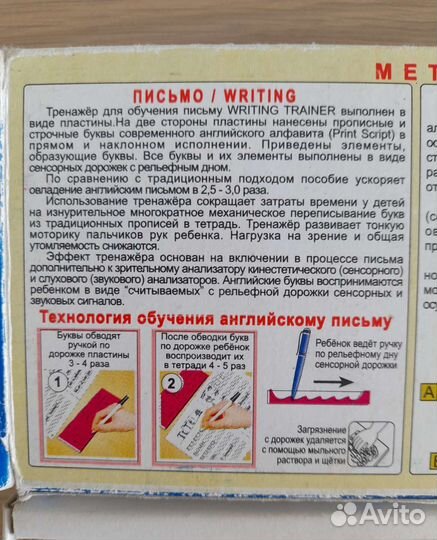 МЕТ
ПИСЬМО / WRITING
Тренажёр для обучения письму WRITING TRAINER выполнен в
виде пластины.На две стороны пластины нанесены прописные и
строчные буквы современного английского алфавита (Print Script) в
прямом и наклонном исполнении. Приведены элементы,
образующие буквы. Все буквы и их элементы выполнены в виде
сенсорных дорожек с рельефным дном.
По сравнению с традиционным подходом пособие ускоряет
овладение английским письмом в 2,5 - 3,0 раза.
Использование тренажёра сокращает затраты времени у детей
на изнурительное многократное механическое переписывание букв
из традиционных прописей в тетрадь. Тренажёр развивает тонкую
моторику пальчиков рук ребенка. Нагрузка на зрение и общая
утомляемость снижаются.
Эффект тренажёра основан на включении в процессе письма
дополнительно к зрительному анализатору кинестетического (сенсорного)
и слухового (звукового) анализаторов. Английские буквы воспринимаются
ребенком в виде "считываемых" с рельефной дорожки сенсорных и
звуковых сигналов.
Технология обучения английскому письму
Буквы обводят
ручкой по
дорожке пластины
3 - 4 раза
1
После обводки букв
по дорожке ребёнок
воспроизводит их
в тетради 4 - 5 раз
2
Ребёнок ведёт ручку
по рельефному дну
сенсорной дорожки
Загрязнение
с дорожек удаляется
с помощью мыльного
раствора и щётки
А
Avito